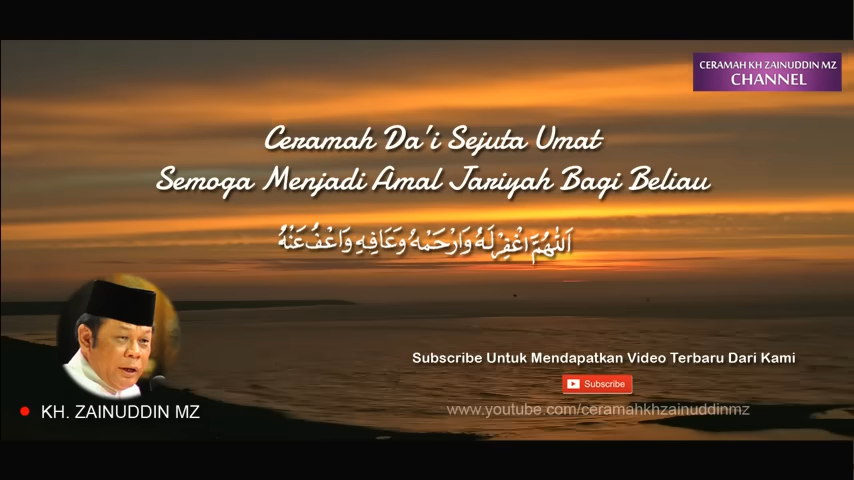 CERAMAH KH ZAINUDDIN MZ
CHANNEL
Ceramah Da'i Sejuta Umat
Semoga Menjadi Amal Jariyah Bagi Beliau
اَللّٰهُمَّ اغْفِرْلَهُ وَارْحَمْهُ وَعَافِهِ وَاعْفُ عَنْهُ
Subscribe Untuk Mendapatkan Video Terbaru Dari Kami
Subscribe
KH. ZAINUDDIN MZ
www.youtube.com/ceramahkhzainuddinmz